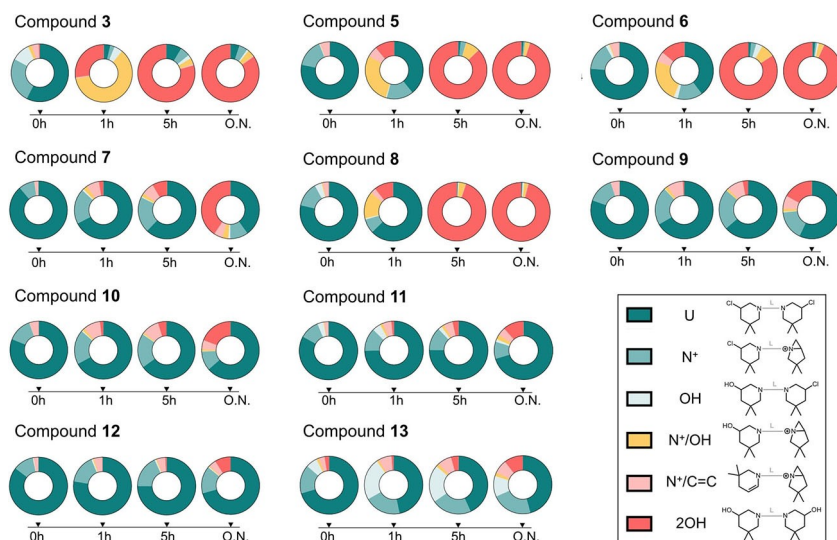 Compound 3
0h 1h 5h O.N.
Compound 5
0h 1h 5h O.N.
Compound 6
0h 1h 5h O.N.
Compound 7
0h 1h 5h O.N.
Compound 8
0h 1h 5h O.N.
Compound 9
0h 1h 5h O.N.
Compound 10
0h 1h 5h O.N.
Compound 11
0h 1h 5h O.N.
Compound 12
0h 1h 5h O.N.
Compound 13
0h 1h 5h O.N.
U
Cl N L N Cl
N⁺
Cl N L ⊕N
OH
HO N L N Cl
N⁺/OH
HO N L ⊕N
N⁺/C=C
N L ⊕N
2OH
HO N L N OH